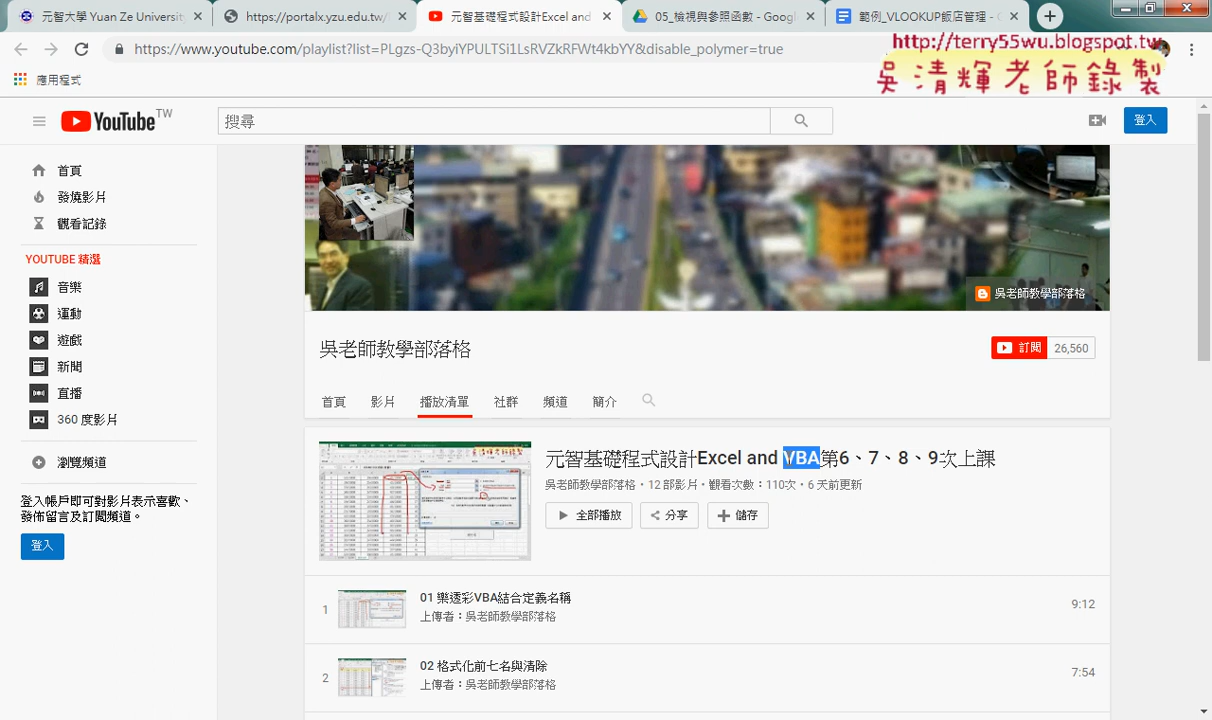 元智大學 Yuan Ze Universit
https://portalx.yzu.edu.tw/
元智基礎程式設計Excel and
05_檢視與參照函數 - Googl
範例_VLOOKUP飯店管理 - G
https://www.youtube.com/playlist?list=PLgzs-Q3byiYPULTSi1LsRVZkRFWt4kbYY&disable_polymer=true
http://terry55wu.blogspot.tw
吳清輝老師錄製
應用程式
YouTube TW
搜尋
登入
首頁
發燒影片
觀看記錄
YOUTUBE 精選
音樂
運動
遊戲
新聞
直播
360 度影片
瀏覽頻道
登入帳戶即可對影片表示喜歡、
發佈留言及訂閱頻道。
登入
吳老師教學部落格
吳老師教學部落格
訂閱 26,560
首頁 影片 播放清單 社群 頻道 簡介
元智基礎程式設計Excel and VBA第6、7、8、9次上課
吳老師教學部落格・12 部影片・觀看次數：110次・6 天前更新
全部播放 分享 儲存
1
01 樂透彩VBA結合定義名稱
上傳者：吳老師教學部落格
9:12
2
02 格式化前七名與清除
上傳者：吳老師教學部落格
7:54